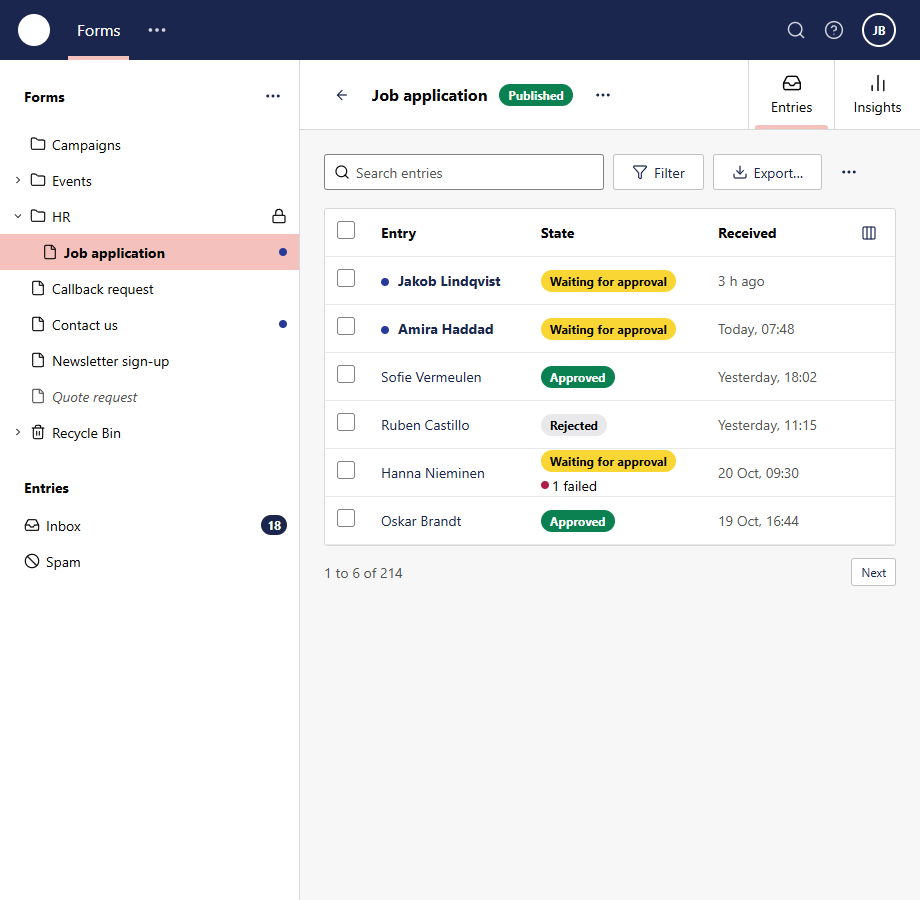 Forms
JB
Forms
Campaigns
Events
HR
Job application
Callback request
Contact us
Newsletter sign-up
Quote request
Recycle Bin
Entries
Inbox 18
Spam
Job application Published
Entries
Insights
Search entries
Filter
Export...
Entry State Received
Jakob Lindqvist Waiting for approval 3 h ago
Amira Haddad Waiting for approval Today, 07:48
Sofie Vermeulen Approved Yesterday, 18:02
Ruben Castillo Rejected Yesterday, 11:15
Hanna Nieminen Waiting for approval 20 Oct, 09:30
1 failed
Oskar Brandt Approved 19 Oct, 16:44
1 to 6 of 214
Next